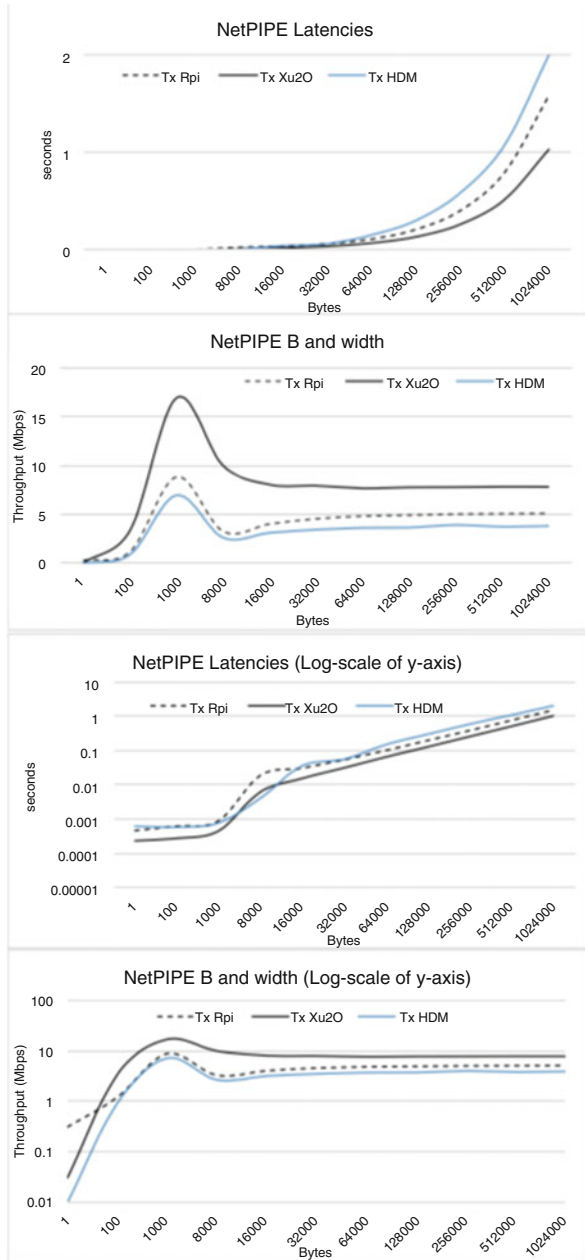 NetPIPE Latencies
2
Tx Rpi Tx Xu2O Tx HDM
seconds
1
0
1 100 1000 8000 16000 32000 64000 128000 256000 512000 1024000
Bytes
NetPIPE B and width
20
Tx Rpi Tx Xu2O Tx HDM
Throughput (Mbps)
15
10
5
0
1 100 1000 8000 16000 32000 64000 128000 256000 512000 1024000
Bytes
NetPIPE Latencies (Log-scale of y-axis)
10
Tx Rpi Tx Xu2O Tx HDM
1
0.1
seconds
0.01
0.001
0.0001
0.00001
1 100 1000 8000 16000 32000 64000 128000 256000 512000 1024000
Bytes
NetPIPE B and width (Log-scale of y-axis)
100
Tx Rpi Tx Xu2O Tx HDM
Throughput (Mbps)
10
1
0.1
0.01
1 100 1000 8000 16000 32000 64000 128000 256000 512000 1024000
Bytes